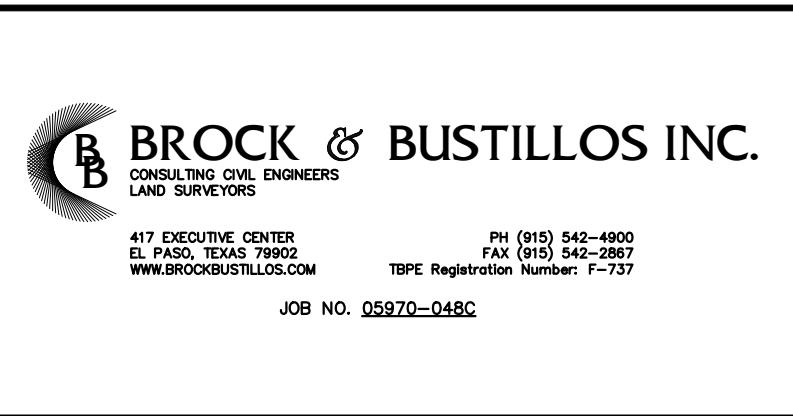 BB
BROCK & BUSTILLOS INC.
CONSULTING CIVIL ENGINEERS
LAND SURVEYORS
417 EXECUTIVE CENTER
EL PASO, TEXAS 79902
WWW.BROCKBUSTILLOS.COM
PH (915) 542-4900
FAX (915) 542-2867
TBPE Registration Number: F-737
JOB NO. 05970-048C